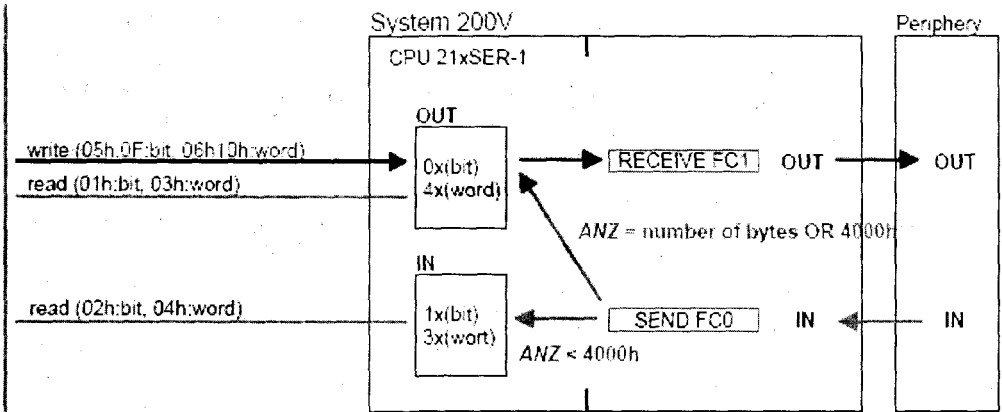 System 200V
Periphery
CPU 21xSER-1
OUT
write (05h,0F:bit, 06h10h:word)
0x(bit)
RECEIVE FC1
OUT
OUT
read (01h:bit, 03h:word)
4x(word)
ANZ = number of bytes OR 4000h
IN
read (02h:bit, 04h:word)
1x(bit)
SEND FC0
IN
IN
3x(wort)
ANZ < 4000h